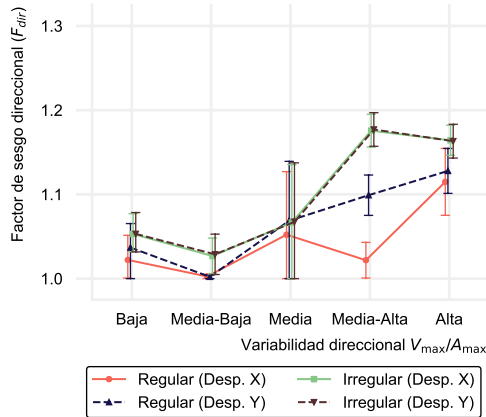 Factor de sesgo direccional (F_dir)
1.3
1.2
1.1
1.0
Baja Media-Baja Media Media-Alta Alta
Variabilidad direccional V_max/A_max
Regular (Desp. X) Irregular (Desp. X)
Regular (Desp. Y) Irregular (Desp. Y)